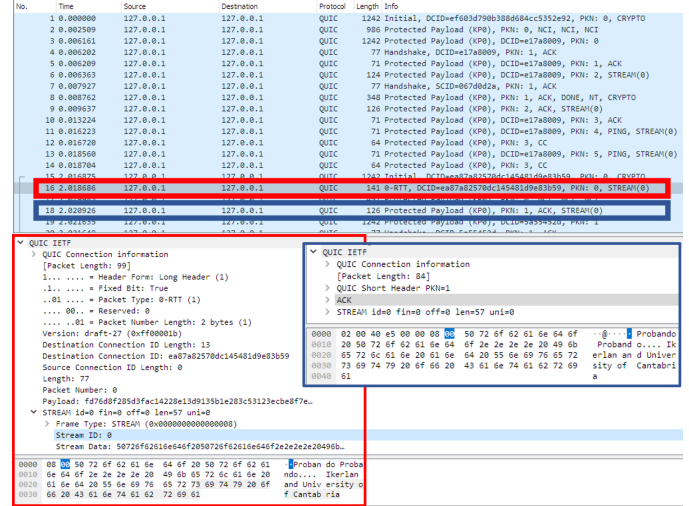 No. Time Source Destination Protocol Length Info
1 0.000000 127.0.0.1 127.0.0.1 QUIC 1242 Initial, DCID=ef603d790b388d684cc5352e92, PKN: 0, CRYPTO
2 0.002509 127.0.0.1 127.0.0.1 QUIC 986 Protected Payload (KP0), PKN: 0, NCI, NCI, NCI
3 0.006161 127.0.0.1 127.0.0.1 QUIC 1242 Protected Payload (KP0), DCID=e17a8009, PKN: 0
4 0.006202 127.0.0.1 127.0.0.1 QUIC 77 Handshake, DCID=e17a8009, PKN: 1, ACK
5 0.006209 127.0.0.1 127.0.0.1 QUIC 71 Protected Payload (KP0), DCID=e17a8009, PKN: 1, ACK
6 0.006363 127.0.0.1 127.0.0.1 QUIC 124 Protected Payload (KP0), DCID=e17a8009, PKN: 2, STREAM(0)
7 0.007927 127.0.0.1 127.0.0.1 QUIC 77 Handshake, SCID=067d0d2a, PKN: 1, ACK
8 0.008762 127.0.0.1 127.0.0.1 QUIC 348 Protected Payload (KP0), PKN: 1, ACK, DONE, NT, CRYPTO
9 0.009637 127.0.0.1 127.0.0.1 QUIC 126 Protected Payload (KP0), PKN: 2, ACK, STREAM(0)
10 0.013224 127.0.0.1 127.0.0.1 QUIC 71 Protected Payload (KP0), DCID=e17a8009, PKN: 3, ACK
11 0.016223 127.0.0.1 127.0.0.1 QUIC 71 Protected Payload (KP0), DCID=e17a8009, PKN: 4, PING, STREAM(0)
12 0.016720 127.0.0.1 127.0.0.1 QUIC 64 Protected Payload (KP0), PKN: 3, CC
13 0.018560 127.0.0.1 127.0.0.1 QUIC 71 Protected Payload (KP0), DCID=e17a8009, PKN: 5, PING, STREAM(0)
14 0.018704 127.0.0.1 127.0.0.1 QUIC 64 Protected Payload (KP0), PKN: 3, CC
15 2.016875 127.0.0.1 127.0.0.1 QUIC 1242 Initial, DCID=ea87a82570dc145481d9e83b59, PKN: 0, CRYPTO
16 2.018686 127.0.0.1 127.0.0.1 QUIC 141 0-RTT, DCID=ea87a82570dc145481d9e83b59, PKN: 0, STREAM(0)
18 2.020926 127.0.0.1 127.0.0.1 QUIC 126 Protected Payload (KP0), PKN: 1, ACK, STREAM(0)
QUIC IETF
QUIC Connection information
[Packet Length: 99]
1... .... = Header Form: Long Header (1)
.1.. .... = Fixed Bit: True
..01 .... = Packet Type: 0-RTT (1)
.... 00.. = Reserved: 0
.... ..01 = Packet Number Length: 2 bytes (1)
Version: draft-27 (0xff00001b)
Destination Connection ID Length: 13
Destination Connection ID: ea87a82570dc145481d9e83b59
Source Connection ID Length: 0
Length: 77
Packet Number: 0
Payload: fd76d8f285d3fac14228e13d9135b1e283c53123ecbe8f7e…
STREAM id=0 fin=0 off=0 len=57 uni=0
Frame Type: STREAM (0x0000000000000008)
Stream ID: 0
Stream Data: 50726f62616e646f2050726f62616e646f2e2e2e2e20496b…
0000 08 00 50 72 6f 62 61 6e 64 6f 20 50 72 6f 62 61 ··Proban do Proba
0010 6e 64 6f 2e 2e 2e 2e 20 49 6b 65 72 6c 61 6e 20 ndo.... Ikerlan
0020 61 6e 64 20 55 6e 69 76 65 72 73 69 74 79 20 6f and Univ ersity o
0030 66 20 43 61 6e 74 61 62 72 69 61 f Cantab ria
QUIC IETF
QUIC Connection information
[Packet Length: 84]
QUIC Short Header PKN=1
ACK
STREAM id=0 fin=0 off=0 len=57 uni=0
0000 02 00 40 e5 00 00 08 00 50 72 6f 62 61 6e 64 6f ··@····· Probando
0010 20 50 72 6f 62 61 6e 64 6f 2e 2e 2e 2e 20 49 6b Proband o.... Ik
0020 65 72 6c 61 6e 20 61 6e 64 20 55 6e 69 76 65 72 erlan an d Univer
0030 73 69 74 79 20 6f 66 20 43 61 6e 74 61 62 72 69 sity of Cantabri
0040 61 a